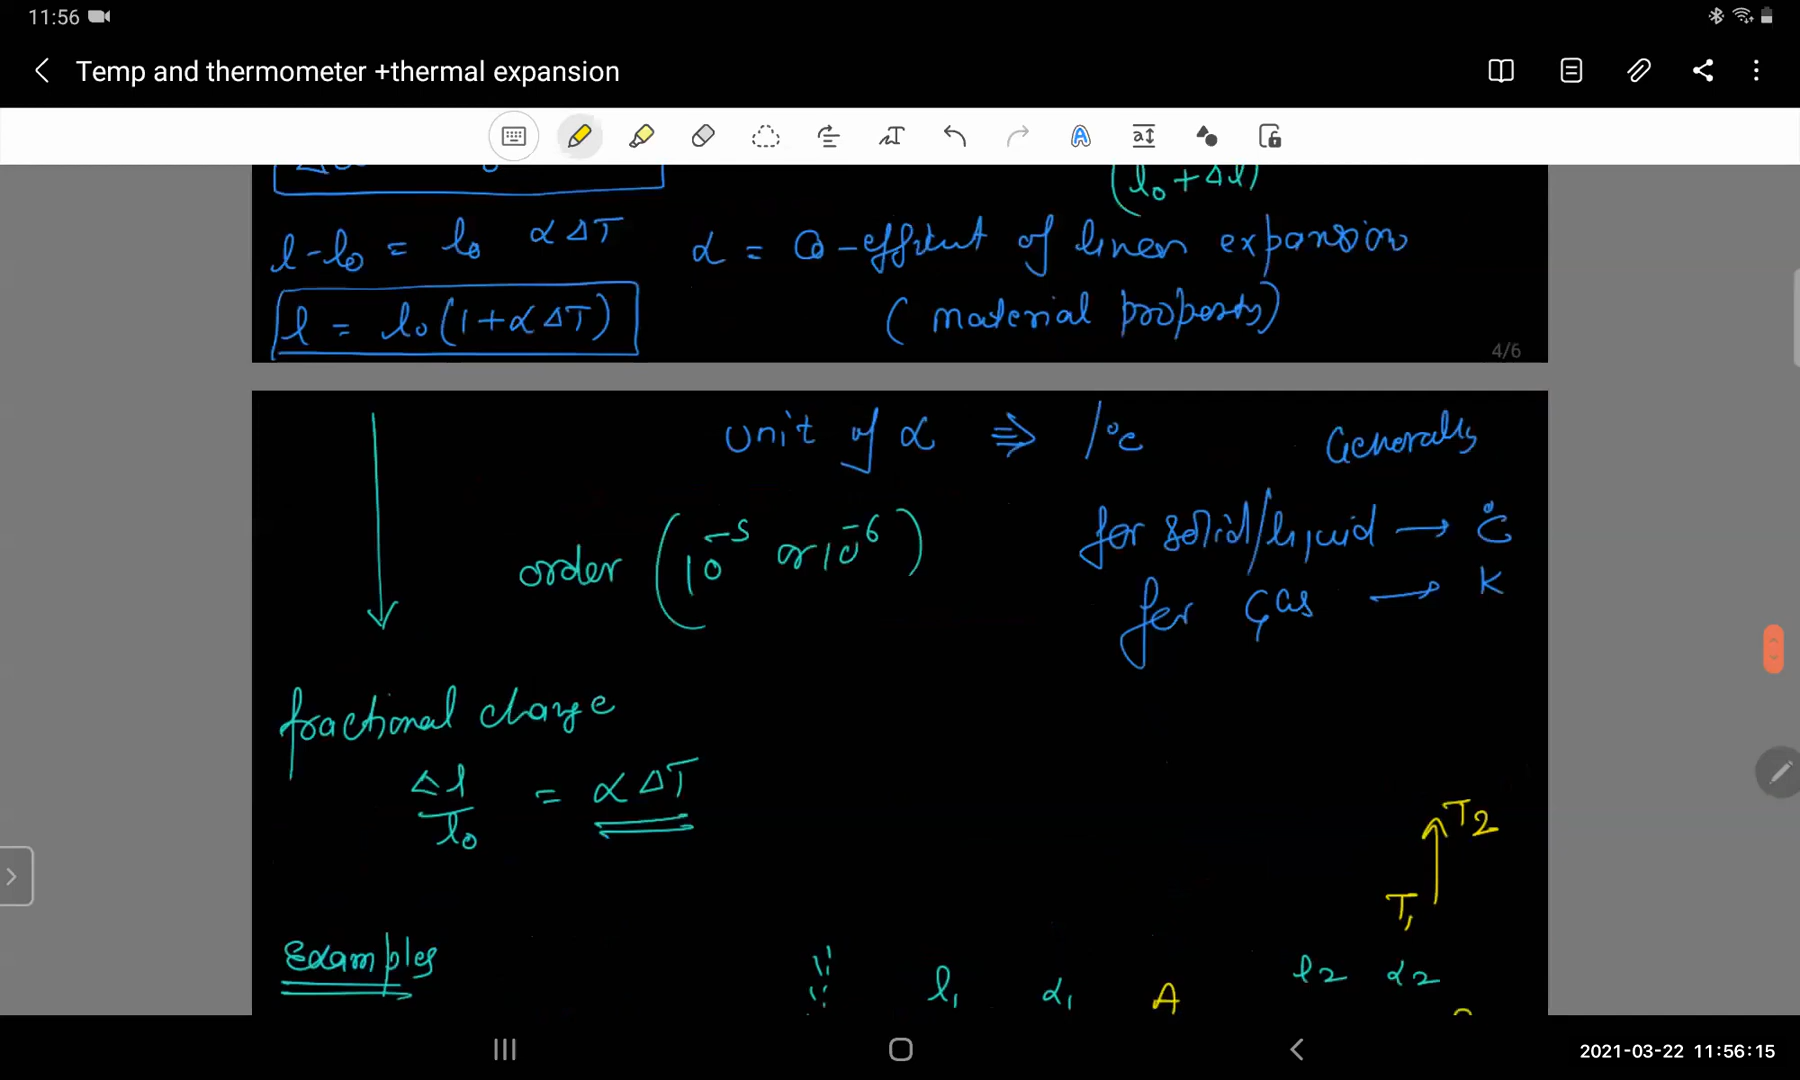 11:56
Temp and thermometer +thermal expansion
(l₀ + Δl)
l - l₀ = l₀ αΔT
α = Co-efficient of linear expansion
l = l₀ (1 + αΔT)
(material property)
4/6
unit of α ⇒ /°C
Generally
order (10⁻⁵ or 10⁻⁶)
for solid/liquid → °C
for gas → K
fractional change
Δl/l₀ = αΔT
T2
T1
Examples
l1 α1 A
l2 α2
2021-03-22 11:56:15